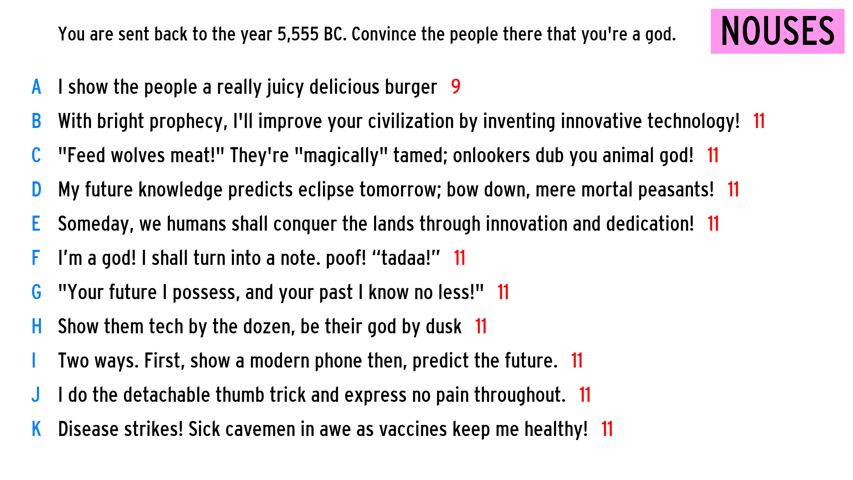 You are sent back to the year 5,555 BC. Convince the people there that you're a god.
NOUSES
A I show the people a really juicy delicious burger 9
B With bright prophecy, I'll improve your civilization by inventing innovative technology! 11
C "Feed wolves meat!" They're "magically" tamed; onlookers dub you animal god! 11
D My future knowledge predicts eclipse tomorrow; bow down, mere mortal peasants! 11
E Someday, we humans shall conquer the lands through innovation and dedication! 11
F I’m a god! I shall turn into a note. poof! “tadaa!” 11
G "Your future I possess, and your past I know no less!" 11
H Show them tech by the dozen, be their god by dusk 11
I Two ways. First, show a modern phone then, predict the future. 11
J I do the detachable thumb trick and express no pain throughout. 11
K Disease strikes! Sick cavemen in awe as vaccines keep me healthy! 11